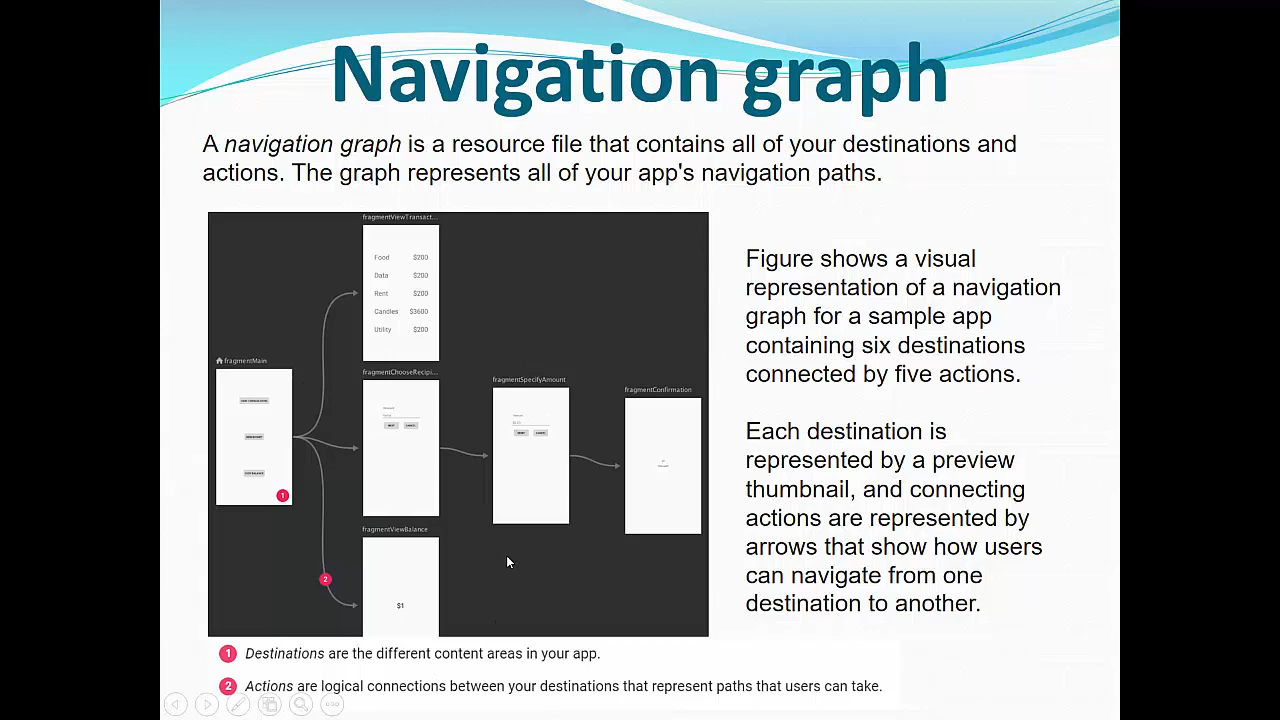 Navigation graph
A navigation graph is a resource file that contains all of your destinations and
actions. The graph represents all of your app's navigation paths.
fragmentViewTransact...
Food $200
Data $200
Rent $200
Candles $3600
Utility $200
fragmentMain
1
fragmentChooseRecipi...
fragmentSpecifyAmount
fragmentConfirmation
fragmentViewBalance
2
$1
Figure shows a visual
representation of a navigation
graph for a sample app
containing six destinations
connected by five actions.
Each destination is
represented by a preview
thumbnail, and connecting
actions are represented by
arrows that show how users
can navigate from one
destination to another.
1 Destinations are the different content areas in your app.
2 Actions are logical connections between your destinations that represent paths that users can take.